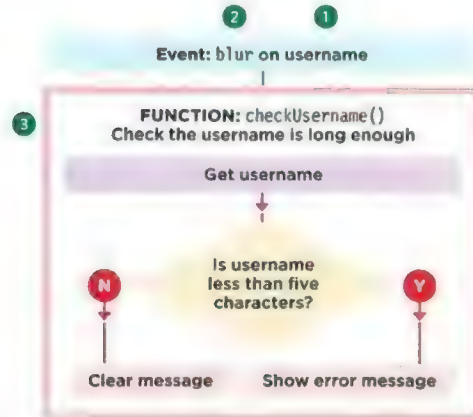 2 1
Event: blur on username
3
FUNCTION: checkUsername()
Check the username is long enough
Get username
Is username
less than five
characters?
N Y
Clear message Show error message